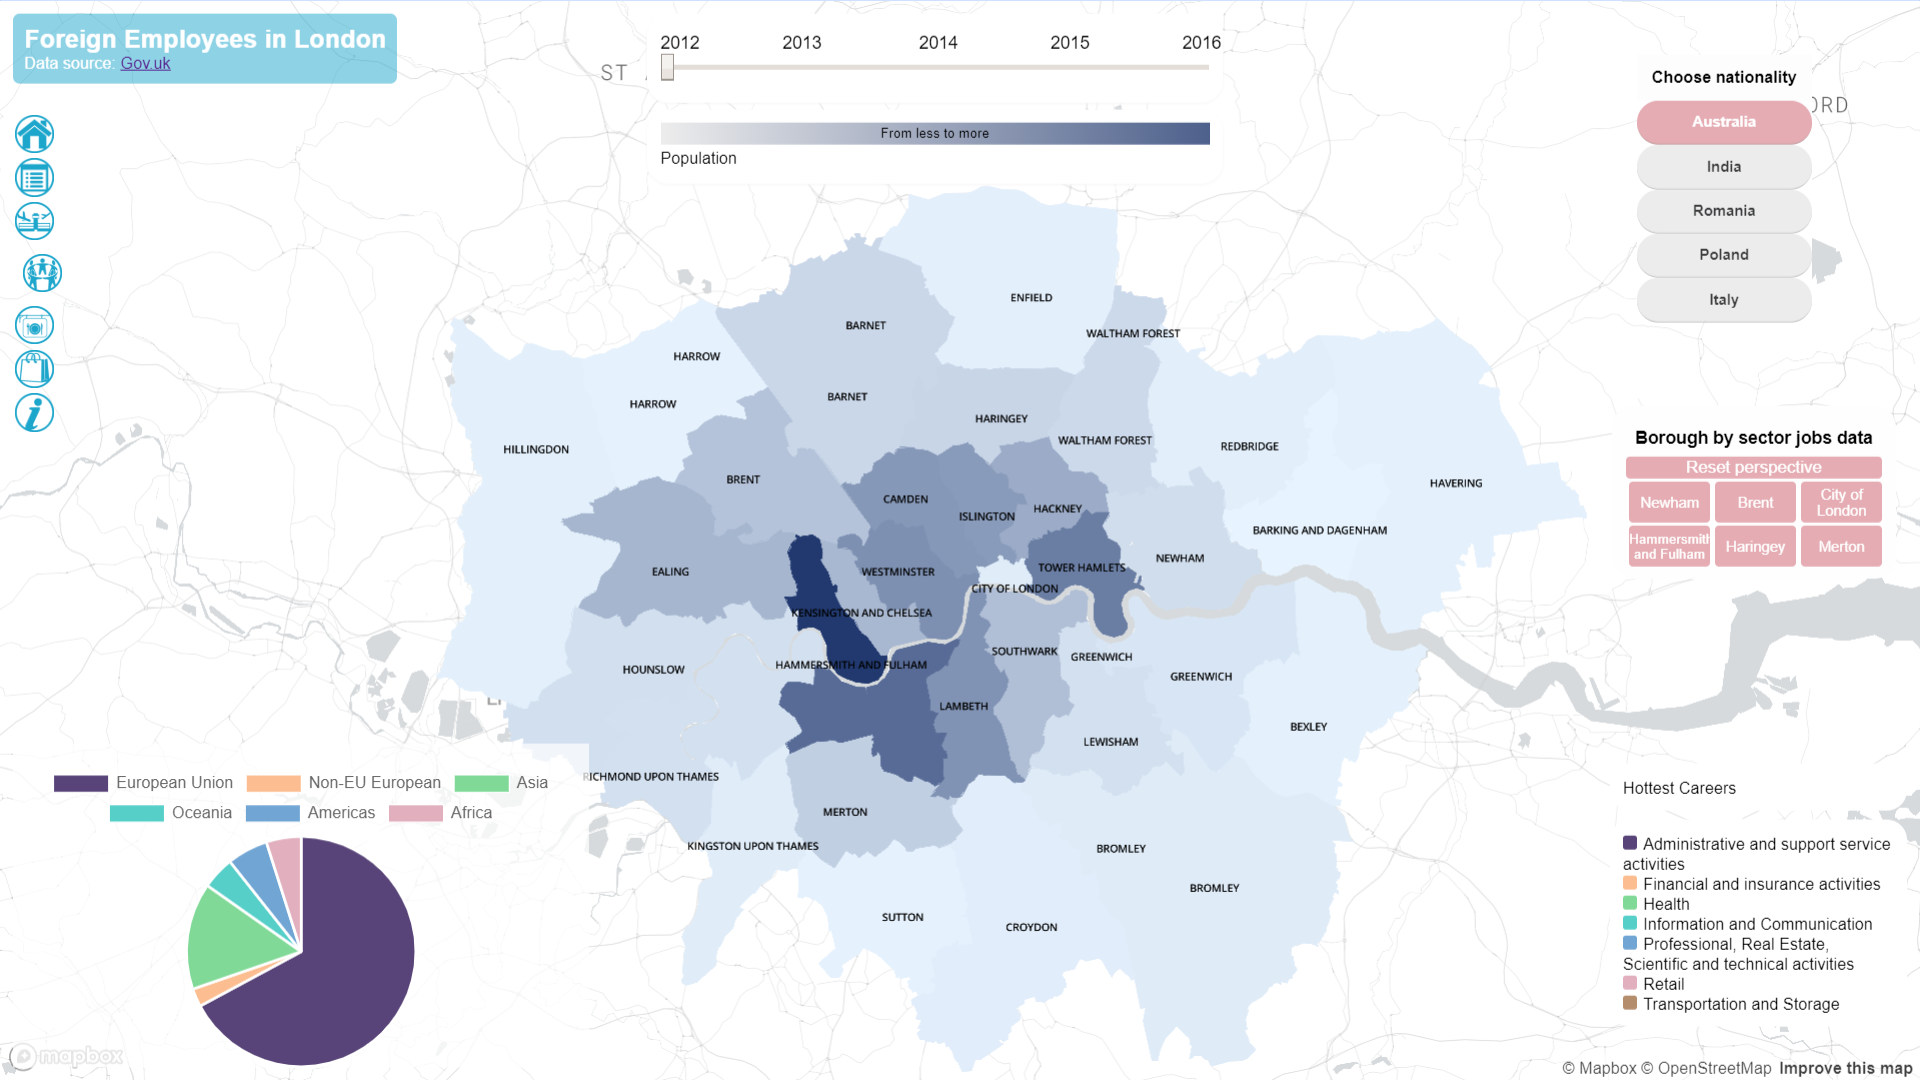 Foreign Employees in London
Data source: Gov.uk
2012 2013 2014 2015 2016
ST
From less to more
Population
Choose nationality
Australia
India
Romania
Poland
Italy
Borough by sector jobs data
Reset perspective
Newham Brent City of London
Hammersmith and Fulham Haringey Merton
ENFIELD
BARNET
WALTHAM FOREST
HARROW
BARNET
HARROW
HARINGEY
WALTHAM FOREST
REDBRIDGE
HILLINGDON
BRENT
HAVERING
CAMDEN
HACKNEY
ISLINGTON
BARKING AND DAGENHAM
NEWHAM
TOWER HAMLETS
EALING
WESTMINSTER
CITY OF LONDON
KENSINGTON AND CHELSEA
SOUTHWARK
GREENWICH
HAMMERSMITH AND FULHAM
HOUNSLOW
GREENWICH
LAMBETH
BEXLEY
LEWISHAM
RICHMOND UPON THAMES
MERTON
KINGSTON UPON THAMES
BROMLEY
BROMLEY
SUTTON
CROYDON
European Union Non-EU European Asia
Oceania Americas Africa
Hottest Careers
Administrative and support service
activities
Financial and insurance activities
Health
Information and Communication
Professional, Real Estate,
Scientific and technical activities
Retail
Transportation and Storage
mapbox
© Mapbox © OpenStreetMap Improve this map